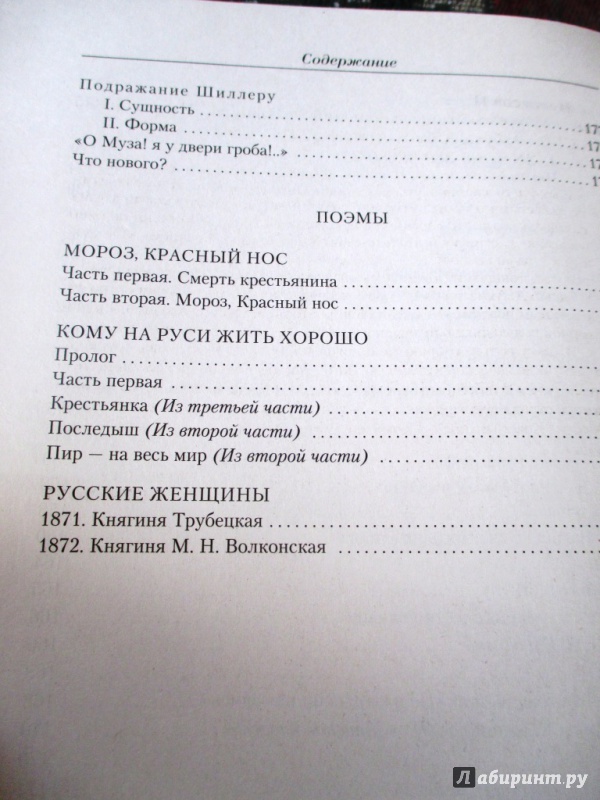 Содержание
Подражание Шиллеру
I. Сущность
II. Форма
«О Муза! я у двери гроба!..»
Что нового?
ПОЭМЫ
МОРОЗ, КРАСНЫЙ НОС
Часть первая. Смерть крестьянина
Часть вторая. Мороз, Красный нос
КОМУ НА РУСИ ЖИТЬ ХОРОШО
Пролог
Часть первая
Крестьянка (Из третьей части)
Последыш (Из второй части)
Пир — на весь мир (Из второй части)
РУССКИЕ ЖЕНЩИНЫ
1871. Княгиня Трубецкая
1872. Княгиня М. Н. Волконская
Лабиринт.ру